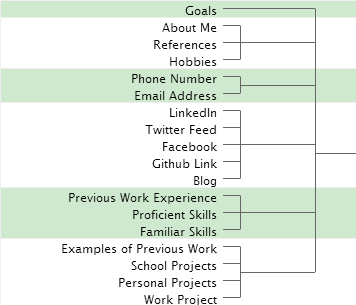 Goals
About Me
References
Hobbies
Phone Number
Email Address
LinkedIn
Twitter Feed
Facebook
Github Link
Blog
Previous Work Experience
Proficient Skills
Familiar Skills
Examples of Previous Work
School Projects
Personal Projects
Work Project